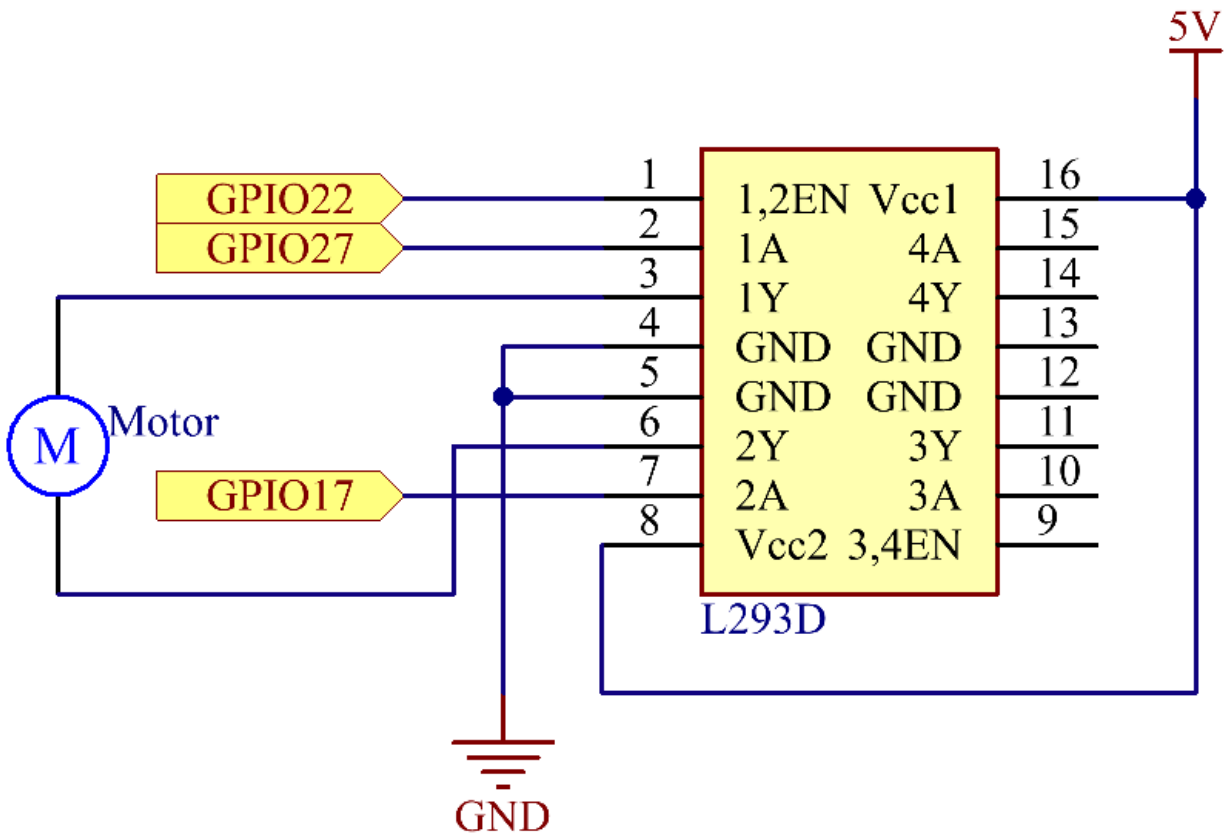 5V
1
1,2EN Vcc1
16
GPIO22
2
1A
4A
15
GPIO27
3
1Y
4Y
14
4
GND GND
13
5
GND GND
12
Motor
M
6
2Y
3Y
11
GPIO17
7
2A
3A
10
8
Vcc2 3,4EN
9
L293D
GND